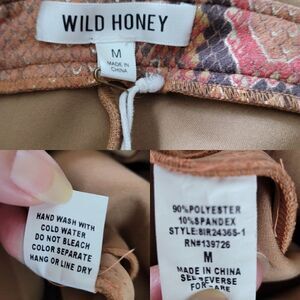 WILD HONEY
M
MADE IN
CHINA
HAND WASH WITH
COLD WATER
DO NOT BLEACH
COLOR SEPARATE
HANG OR LINE DRY
90%POLYESTER
10%SPANDEX
STYLE:BIR2436S-1
RN#139726
M
MADE IN CHINA
SEE REVERSE
FOR CARE